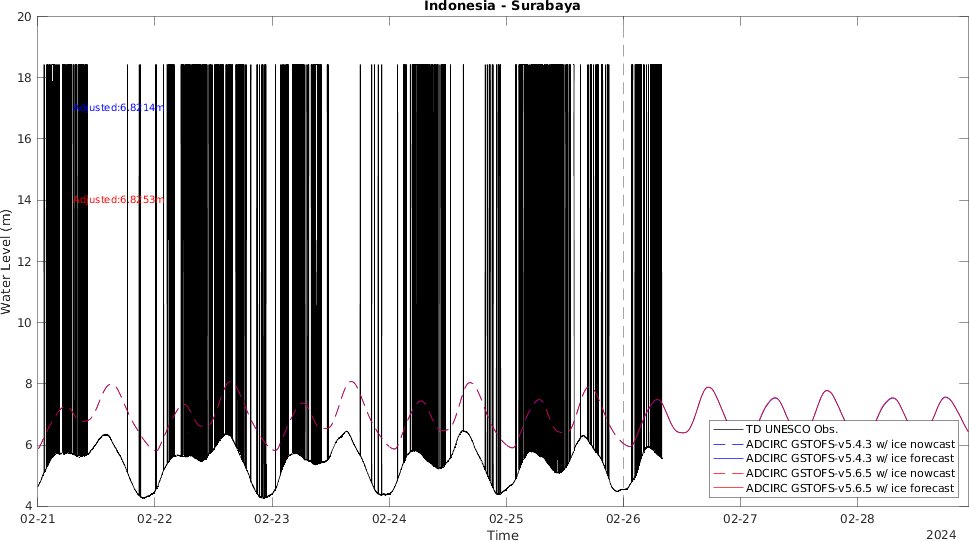 Indonesia - Surabaya
20
18
16
14
12
10
8
6
4
Water Level (m)
Adjusted:6.8214m
Adjusted:6.8253m
TD UNESCO Obs.
ADCIRC GSTOFS-v5.4.3 w/ ice nowcast
ADCIRC GSTOFS-v5.4.3 w/ ice forecast
ADCIRC GSTOFS-v5.6.5 w/ ice nowcast
ADCIRC GSTOFS-v5.6.5 w/ ice forecast
02-21 02-22 02-23 02-24 02-25 02-26 02-27 02-28
Time
2024